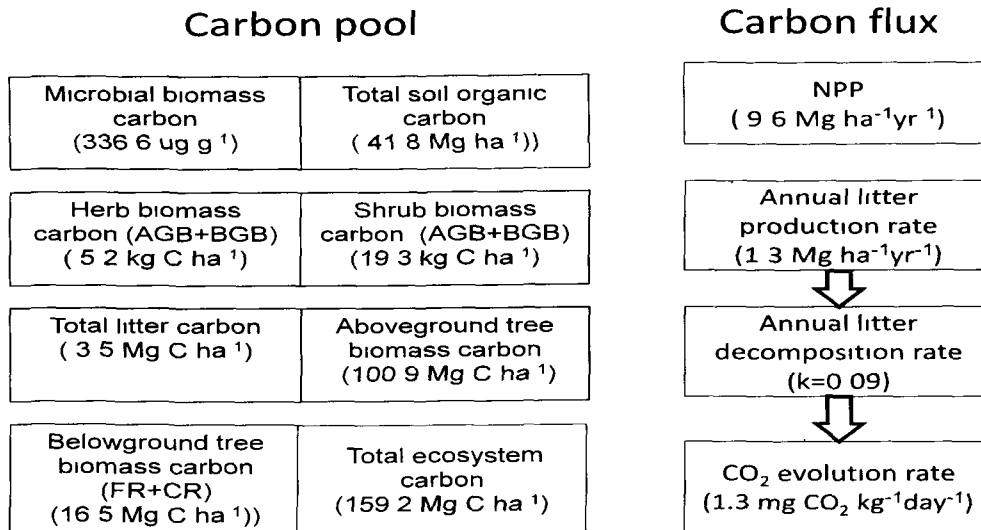 Carbon pool
Microbial biomass
carbon
(336 6 ug g ¹)
Total soil organic
carbon
( 41 8 Mg ha ¹))
Herb biomass
carbon (AGB+BGB)
( 5 2 kg C ha ¹)
Shrub biomass
carbon (AGB+BGB)
(19 3 kg C ha ¹)
Total litter carbon
( 3 5 Mg C ha ¹)
Aboveground tree
biomass carbon
(100 9 Mg C ha ¹)
Belowground tree
biomass carbon
(FR+CR)
(16 5 Mg C ha ¹))
Total ecosystem
carbon
(159 2 Mg C ha ¹)
Carbon flux
NPP
( 9 6 Mg ha⁻¹yr ¹)
Annual litter
production rate
(1 3 Mg ha⁻¹yr⁻¹)
Annual litter
decomposition rate
(k=0 09)
CO₂ evolution rate
(1.3 mg CO₂ kg⁻¹day⁻¹)